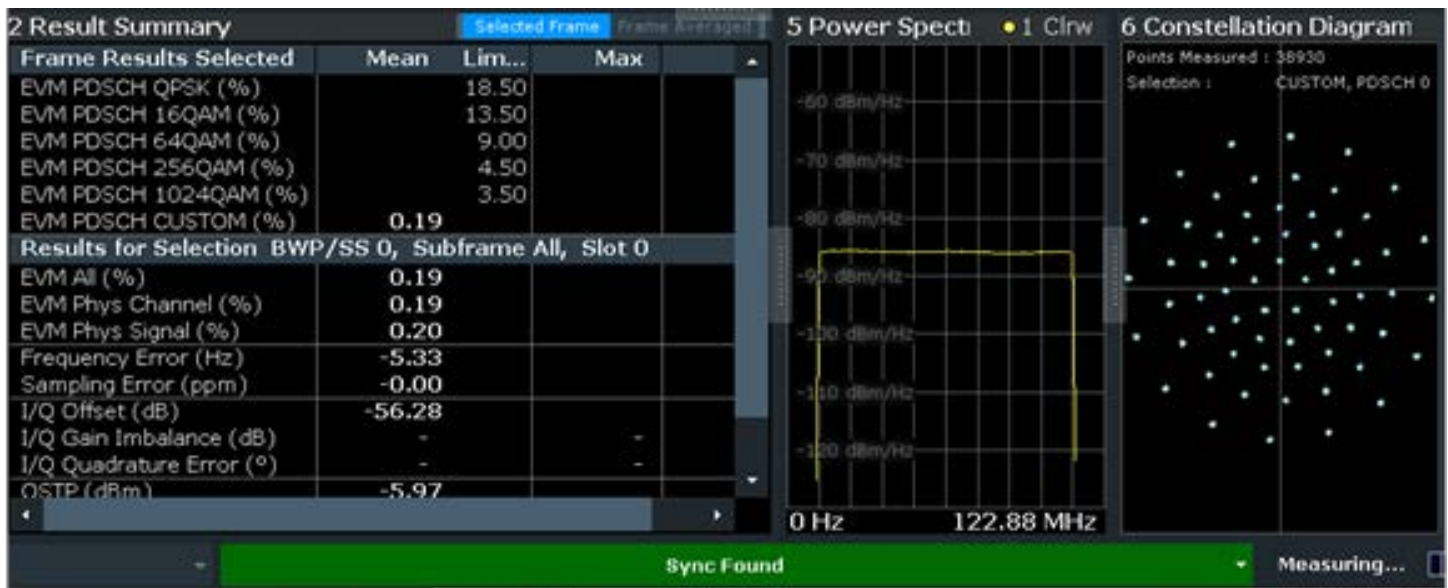 2 Result Summary
Selected Frame Frame Averaged
Frame Results Selected Mean Lim... Max
EVM PDSCH QPSK (%) 18.50
EVM PDSCH 16QAM (%) 13.50
EVM PDSCH 64QAM (%) 9.00
EVM PDSCH 256QAM (%) 4.50
EVM PDSCH 1024QAM (%) 3.50
EVM PDSCH CUSTOM (%) 0.19
Results for Selection BWP/SS 0, Subframe All, Slot 0
EVM All (%) 0.19
EVM Phys Channel (%) 0.19
EVM Phys Signal (%) 0.20
Frequency Error (Hz) -5.33
Sampling Error (ppm) -0.00
I/Q Offset (dB) -56.28
I/Q Gain Imbalance (dB) - -
I/Q Quadrature Error (°) - -
OSTP (dBm) -5.97
5 Power Spectr 1 Clrw
-60 dBm/Hz
-70 dBm/Hz
-80 dBm/Hz
-90 dBm/Hz
-100 dBm/Hz
-110 dBm/Hz
-120 dBm/Hz
0 Hz 122.88 MHz
6 Constellation Diagram
Points Measured : 38930
Selection : CUSTOM, PDSCH 0
Sync Found
Measuring...